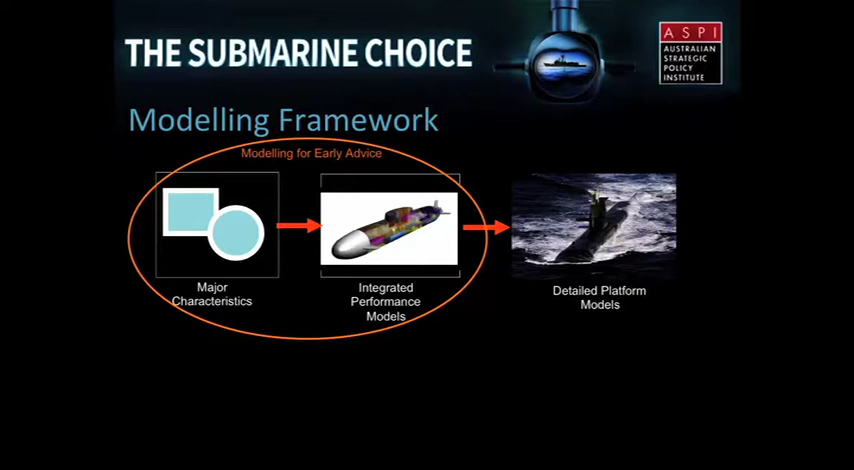 THE SUBMARINE CHOICE
ASPI
AUSTRALIAN
STRATEGIC
POLICY
INSTITUTE
Modelling Framework
Modelling for Early Advice
Major
Characteristics
Integrated
Performance
Models
Detailed Platform
Models